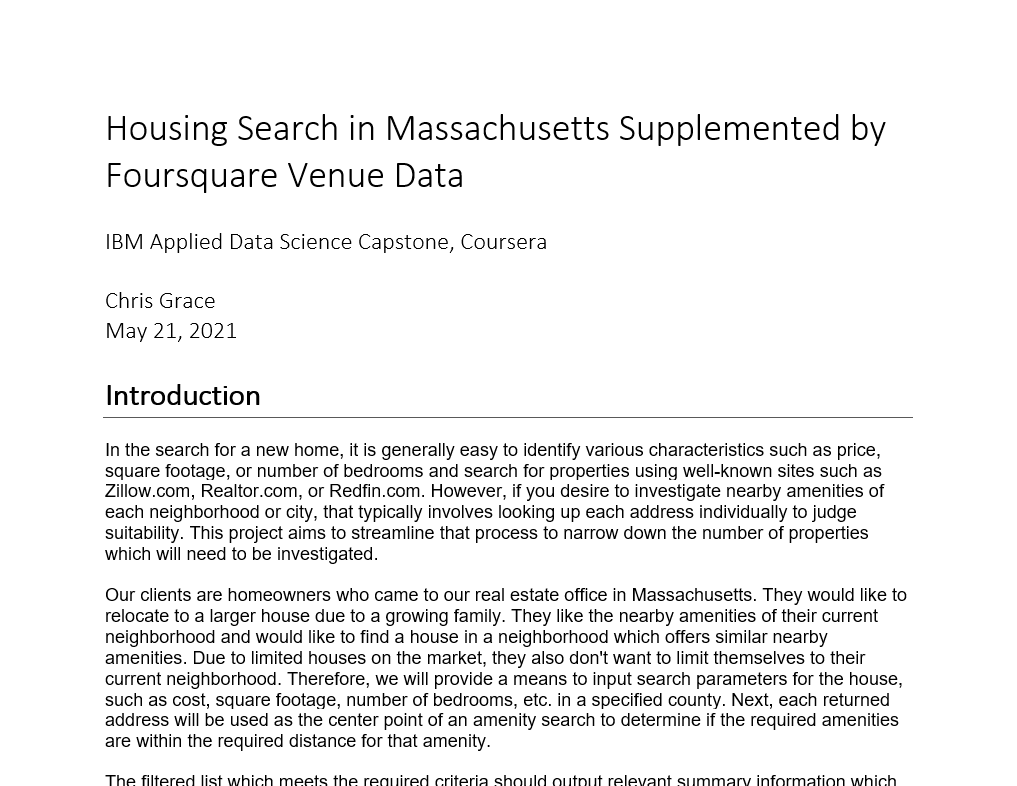 Housing Search in Massachusetts Supplemented by
Foursquare Venue Data
IBM Applied Data Science Capstone, Coursera
Chris Grace
May 21, 2021
Introduction
In the search for a new home, it is generally easy to identify various characteristics such as price,
square footage, or number of bedrooms and search for properties using well-known sites such as
Zillow.com, Realtor.com, or Redfin.com. However, if you desire to investigate nearby amenities of
each neighborhood or city, that typically involves looking up each address individually to judge
suitability. This project aims to streamline that process to narrow down the number of properties
which will need to be investigated.
Our clients are homeowners who came to our real estate office in Massachusetts. They would like to
relocate to a larger house due to a growing family. They like the nearby amenities of their current
neighborhood and would like to find a house in a neighborhood which offers similar nearby
amenities. Due to limited houses on the market, they also don't want to limit themselves to their
current neighborhood. Therefore, we will provide a means to input search parameters for the house,
such as cost, square footage, number of bedrooms, etc. in a specified county. Next, each returned
address will be used as the center point of an amenity search to determine if the required amenities
are within the required distance for that amenity.
The filtered list which meets the required criteria should output relevant summary information which